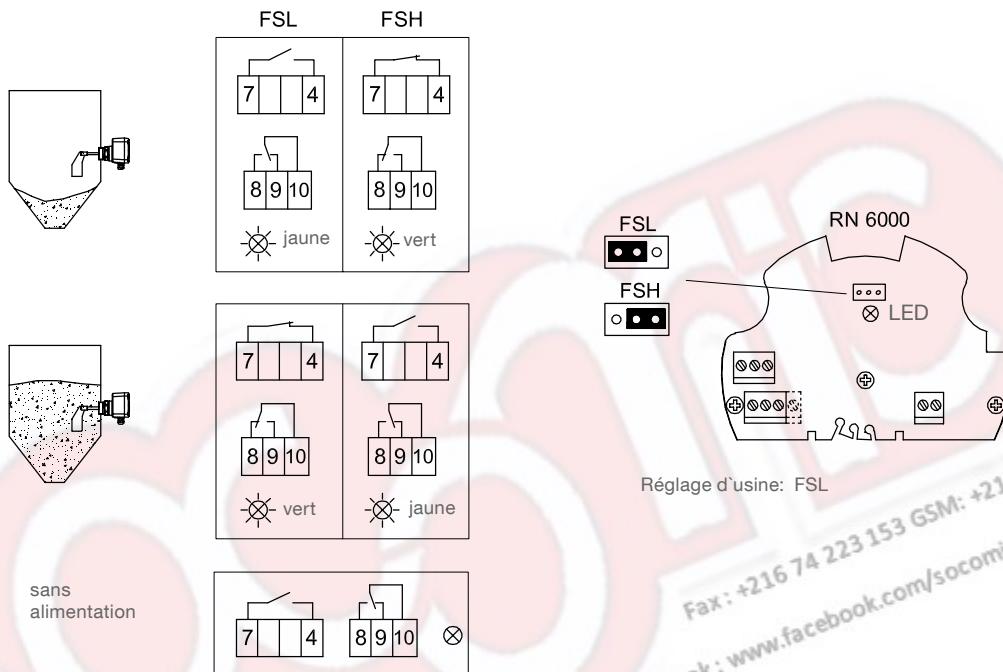 FSL FSH
7 4 7 4
8 9 10 8 9 10
jaune vert
7 4 7 4
8 9 10 8 9 10
vert jaune
sans
alimentation
7 4 8 9 10
FSL
FSH
RN 6000
LED
Réglage d`usine: FSL
Fax : +216 74 223 153 GSM: +21
: www.facebook.com/socomi